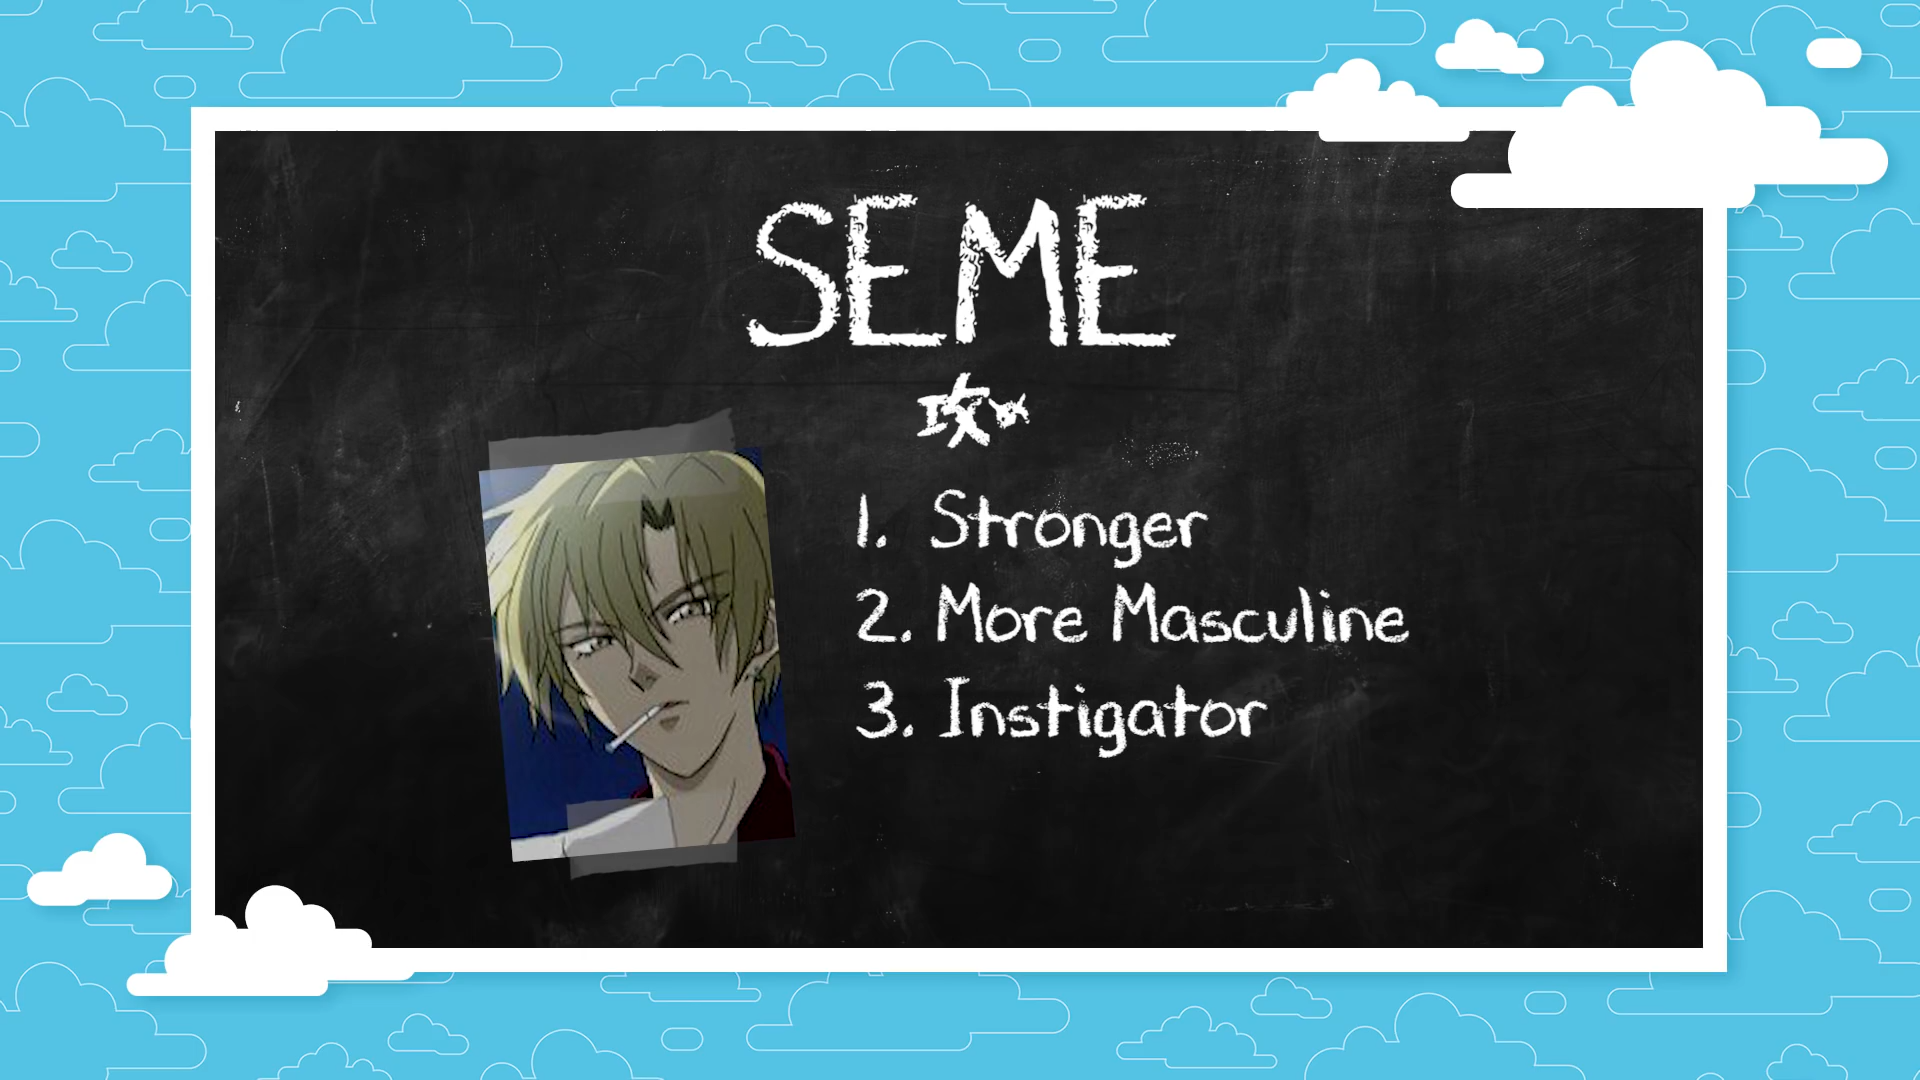 SEME
攻め
1. Stronger
2. More Masculine
3. Instigator